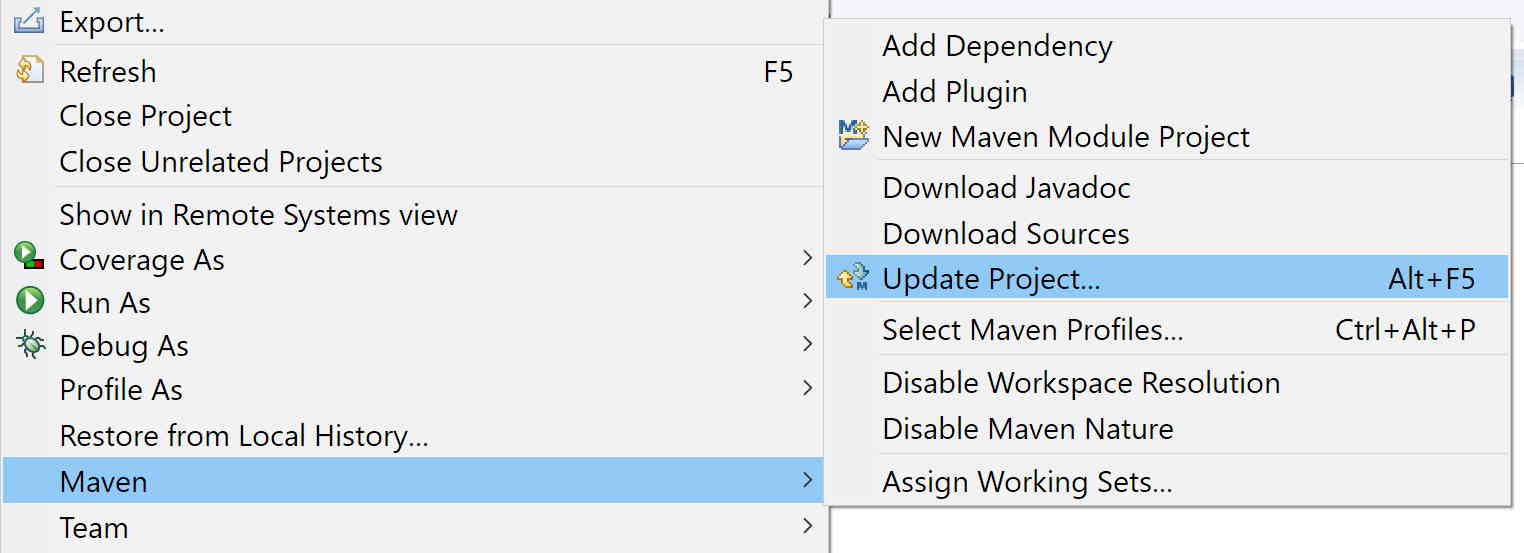 Export...
Refresh F5
Close Project
Close Unrelated Projects
Show in Remote Systems view
Coverage As
Run As
Debug As
Profile As
Restore from Local History...
Maven
Team
Add Dependency
Add Plugin
New Maven Module Project
Download Javadoc
Download Sources
Update Project... Alt+F5
Select Maven Profiles... Ctrl+Alt+P
Disable Workspace Resolution
Disable Maven Nature
Assign Working Sets...